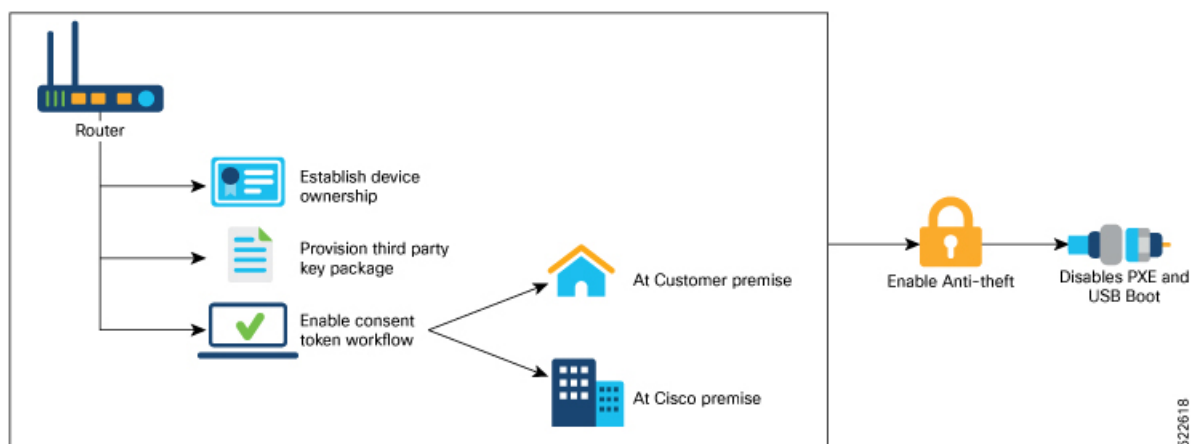 Router
Establish device
ownership
Provision third party
key package
Enable consent
token workflow
At Customer premise
At Cisco premise
Enable Anti-theft
Disables PXE and
USB Boot
522618